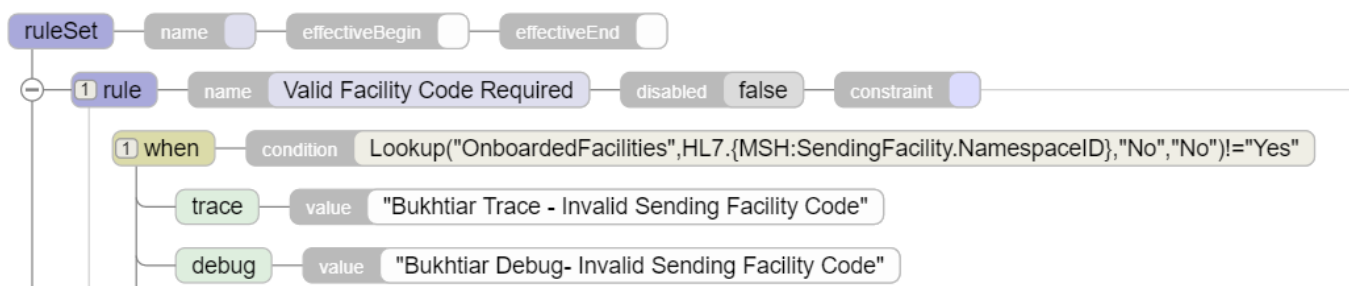 ruleSet name effectiveBegin effectiveEnd
1 rule name Valid Facility Code Required disabled false constraint
1 when condition Lookup("OnboardedFacilities",HL7.{MSH:SendingFacility.NamespaceID},"No","No")!="Yes"
trace value "Bukhtiar Trace - Invalid Sending Facility Code"
debug value "Bukhtiar Debug- Invalid Sending Facility Code"